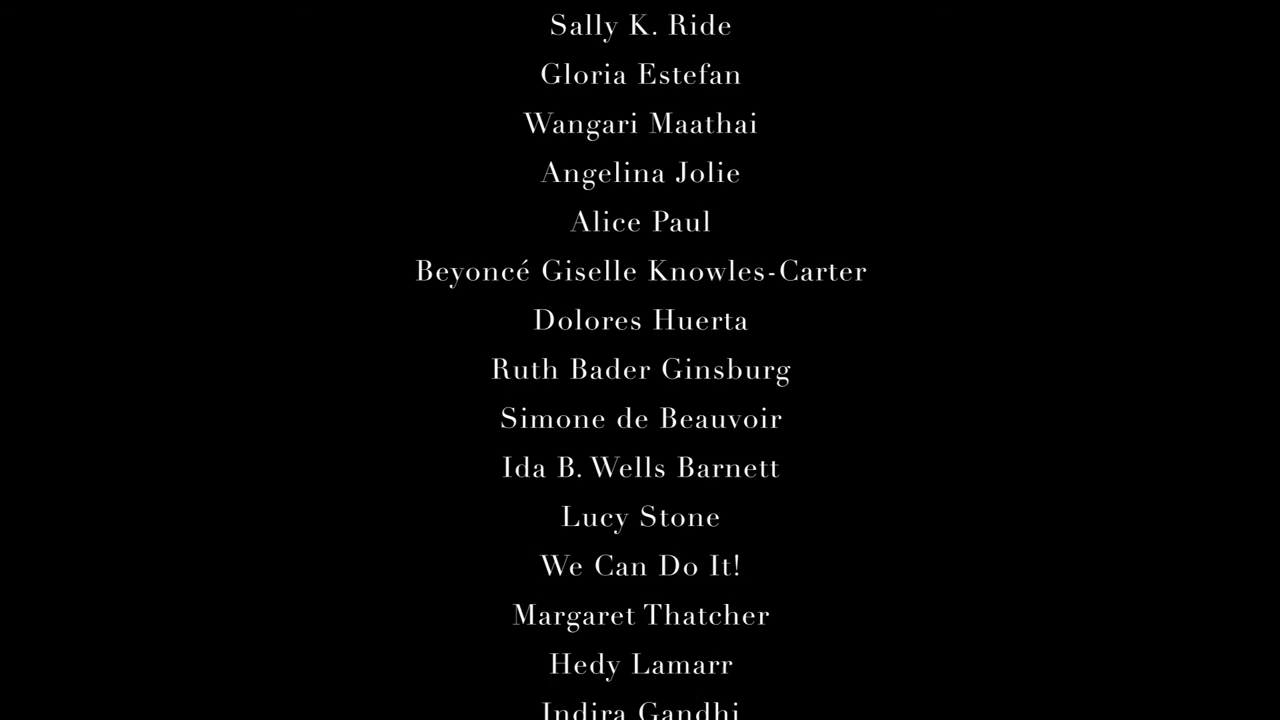 Sally K. Ride
Gloria Estefan
Wangari Maathai
Angelina Jolie
Alice Paul
Beyoncé Giselle Knowles-Carter
Dolores Huerta
Ruth Bader Ginsburg
Simone de Beauvoir
Ida B. Wells Barnett
Lucy Stone
We Can Do It!
Margaret Thatcher
Hedy Lamarr
Indira Gandhi